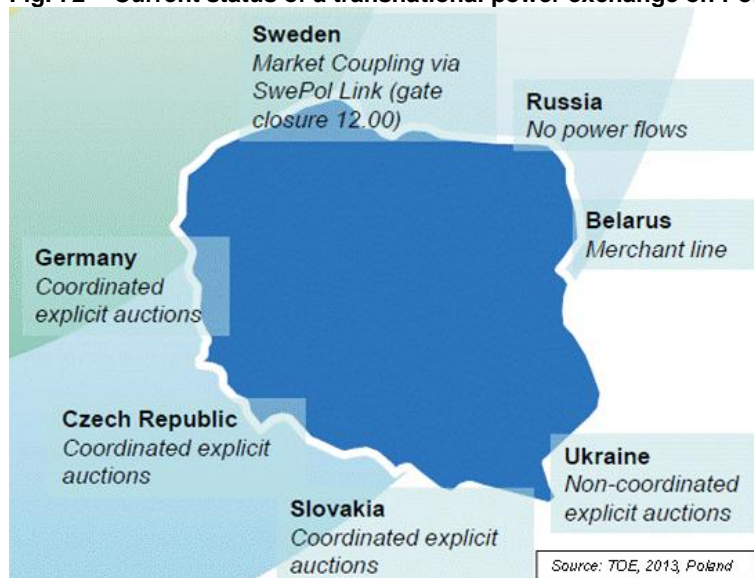 Sweden
Market Coupling via
SwePol Link (gate
closure 12.00)
Russia
No power flows
Belarus
Merchant line
Germany
Coordinated
explicit auctions
Czech Republic
Coordinated explicit
auctions
Ukraine
Non-coordinated
explicit auctions
Slovakia
Coordinated explicit
auctions
Source: TOE, 2013, Poland